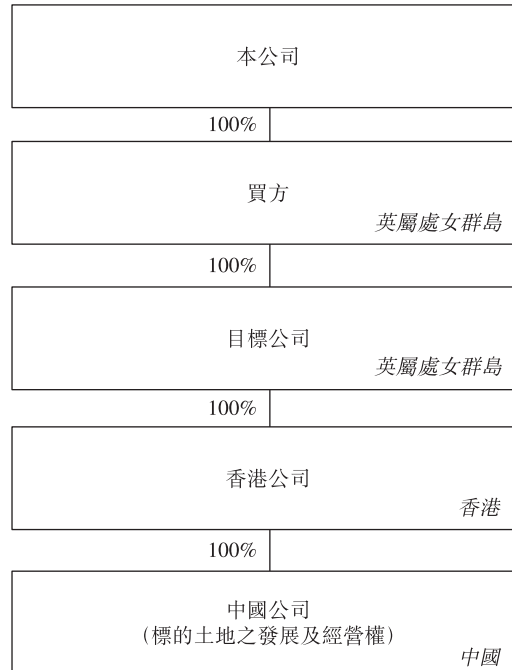 本公司
100%
買方
英屬處女群島
100%
目標公司
英屬處女群島
100%
香港公司
香港
100%
中國公司
(標的土地之發展及經營權)
中國